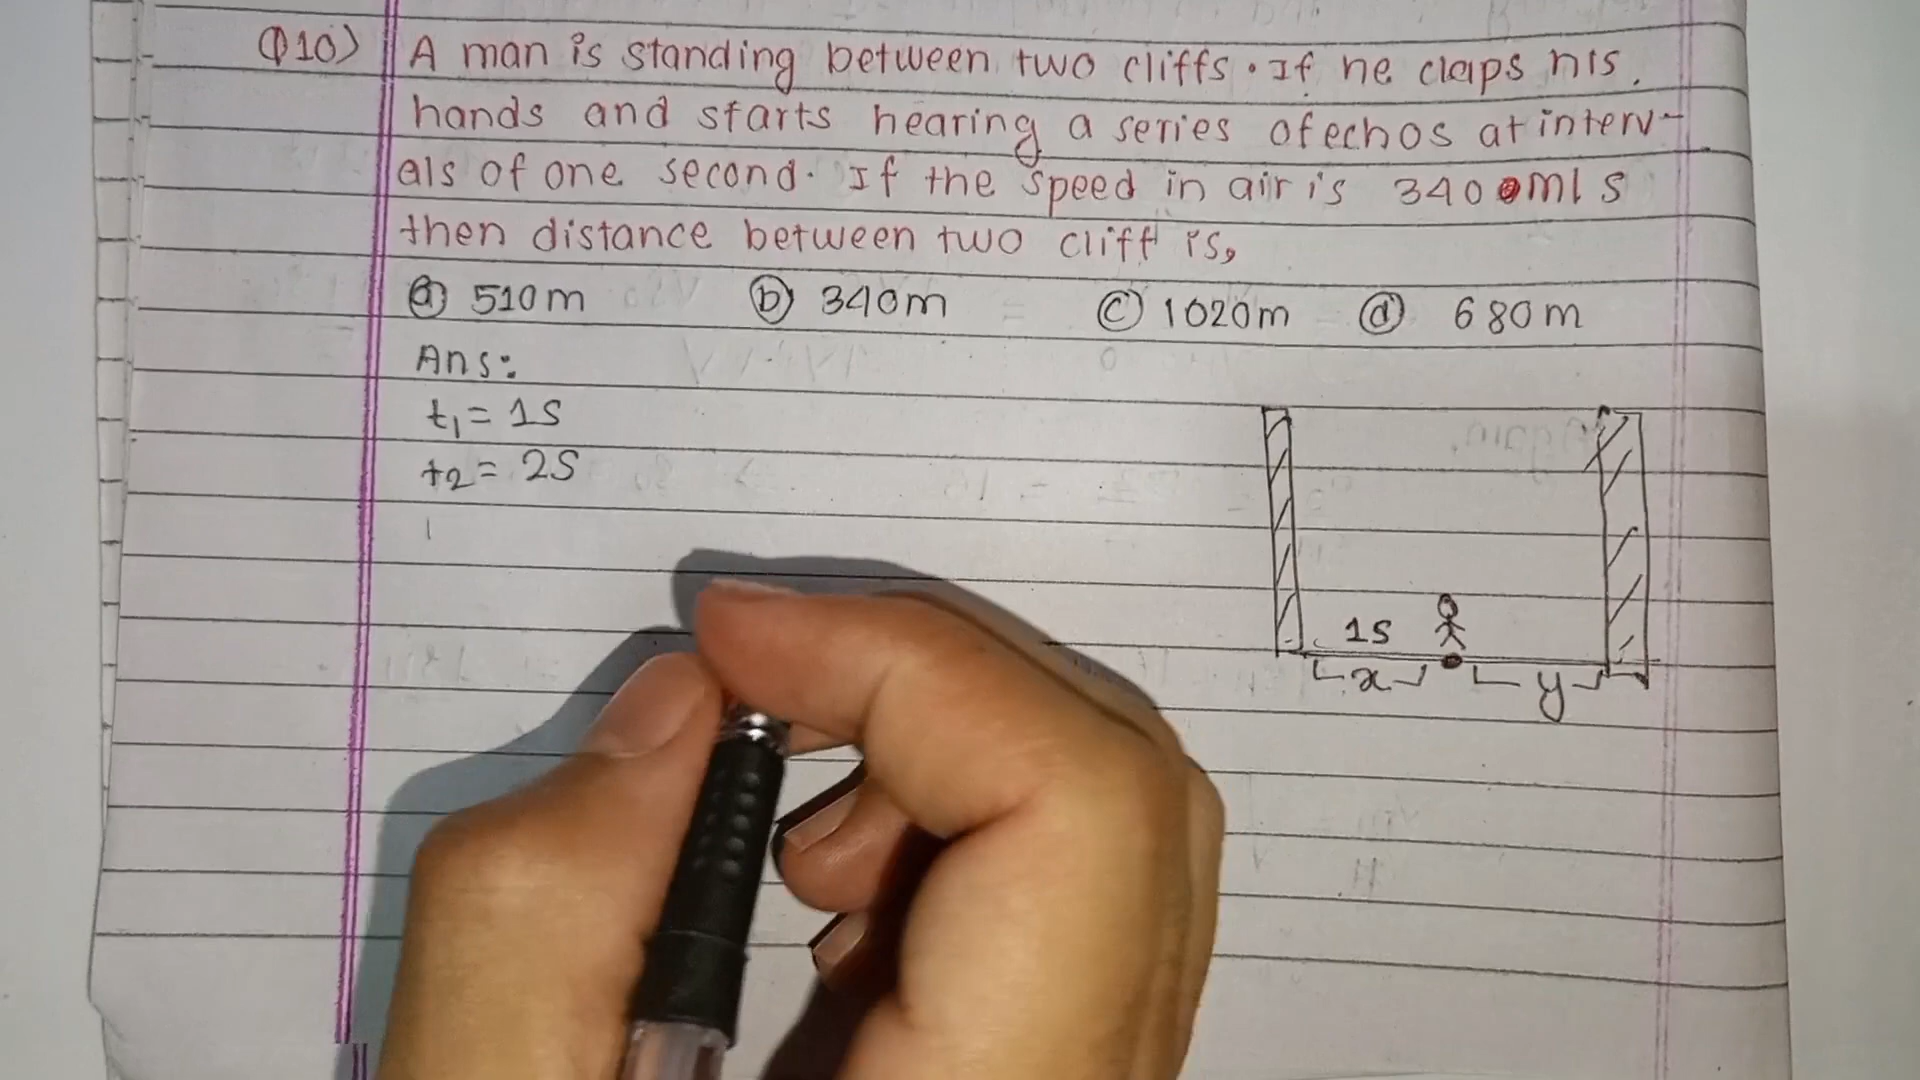 Q10) A man is standing between two cliffs. If he claps his
hands and starts hearing a series of echos at interv-
als of one second. If the speed in air is 340 m/s
then distance between two cliff is,
(a) 510m (b) 340m (c) 1020m (d) 680m
Ans:
t₁ = 1s
t₂ = 2s
1s
x y